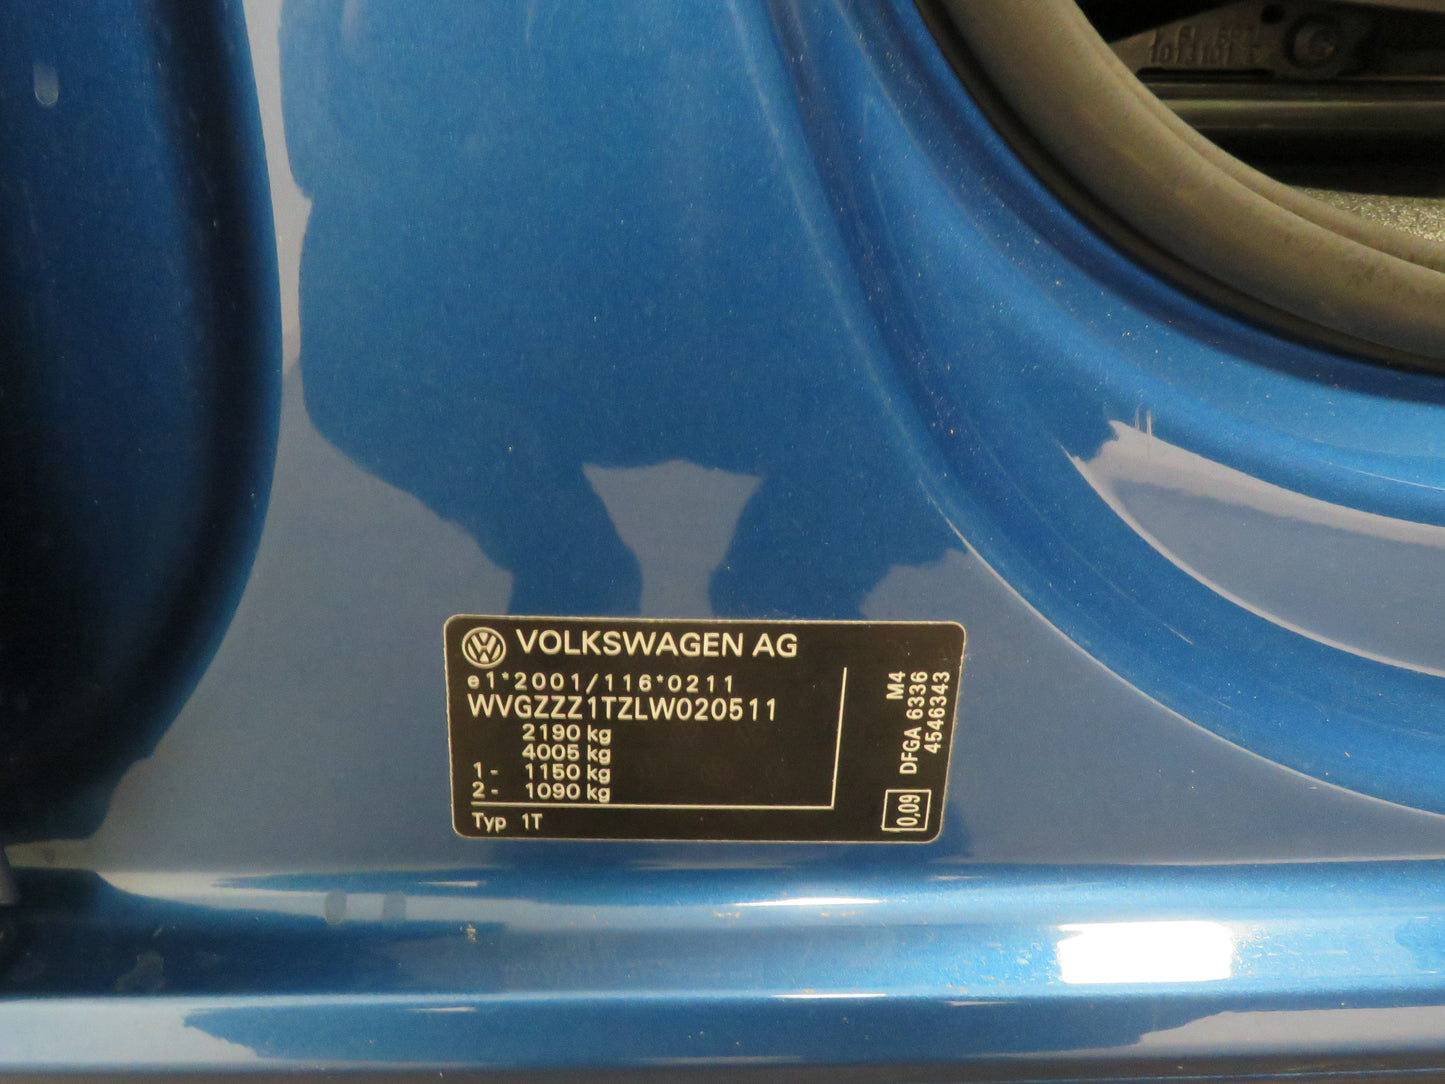 VOLKSWAGEN AG
e1*2001/116*0211
WVGZZZ1TZLW020511
2190 kg
4005 kg
1- 1150 kg
2- 1090 kg
Typ 1T
M4
DFGA 6336
4546343
0,09